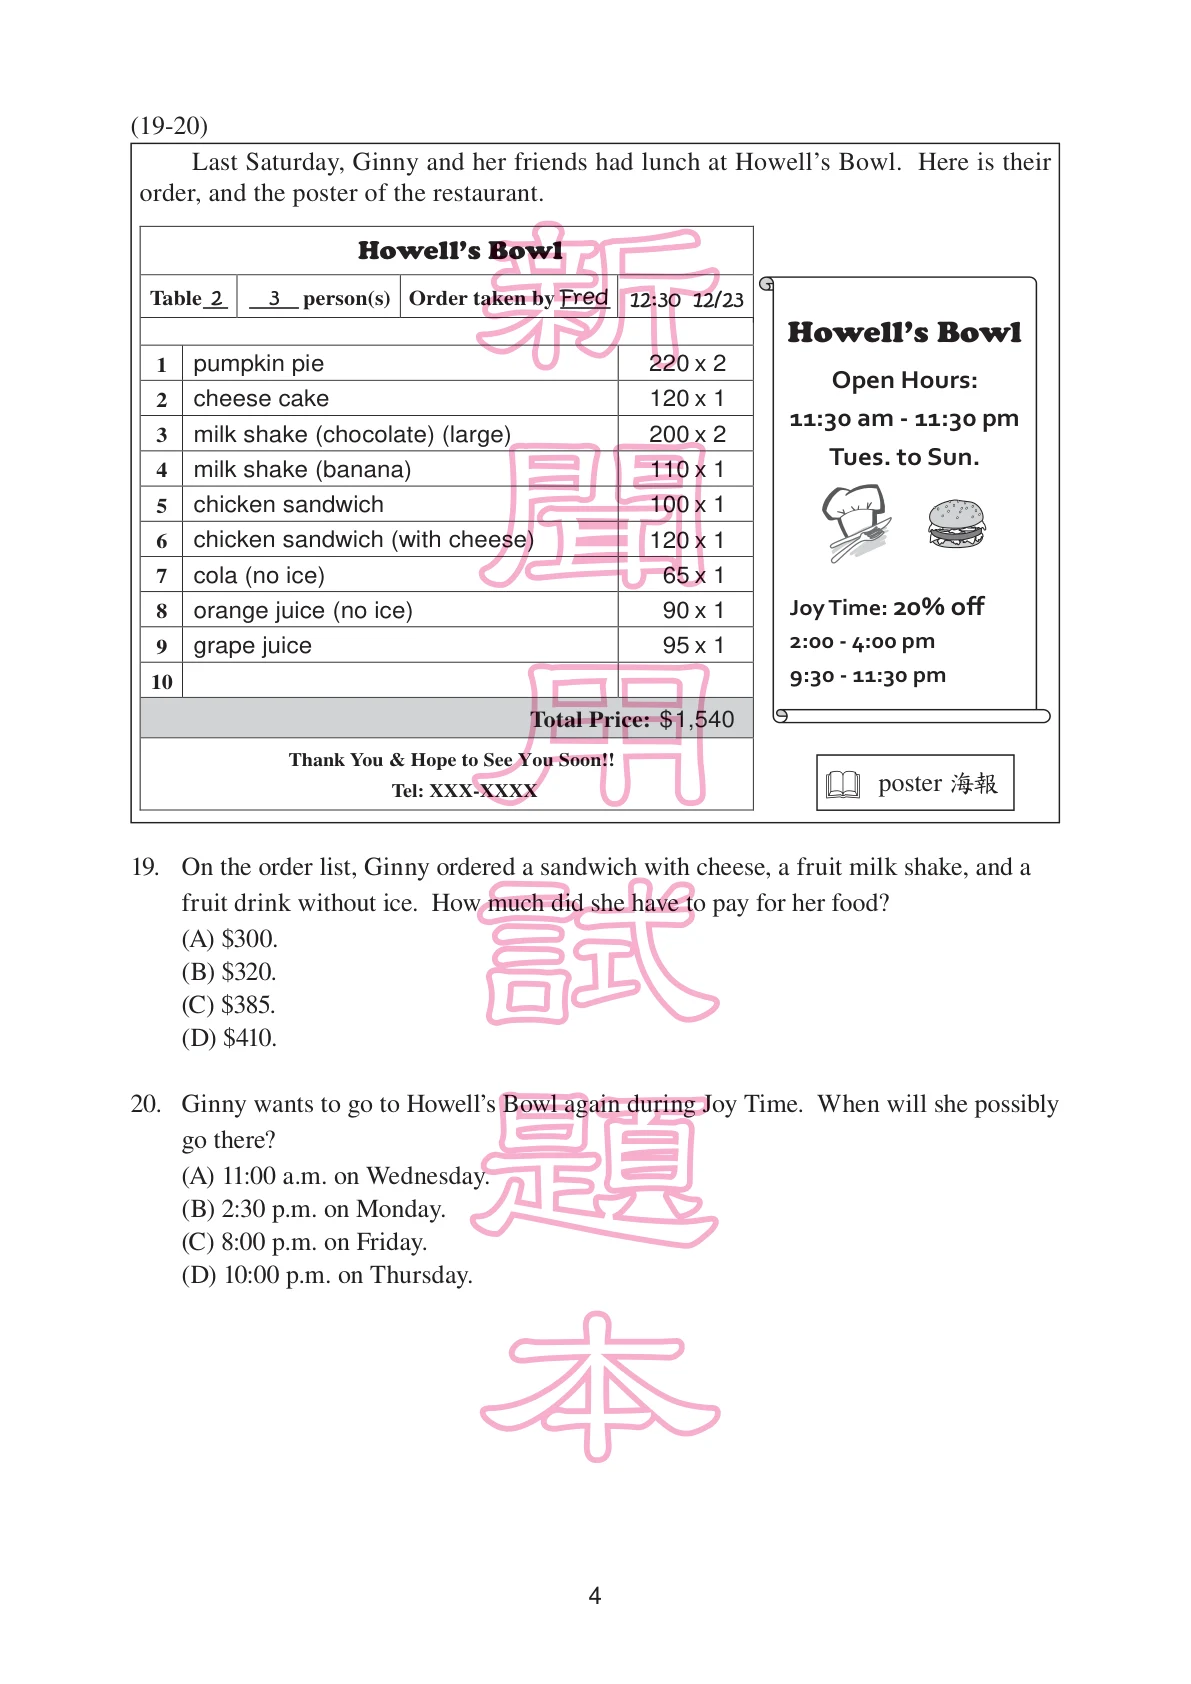 (19-20)
Last Saturday, Ginny and her friends had lunch at Howell's Bowl.  Here is their
order, and the poster of the restaurant.
Howell's Bowl
Table 2 3 person(s) Order taken by Fred 12:30 12/23
1 pumpkin pie 220 x 2
2 cheese cake 120 x 1
3 milk shake (chocolate) (large) 200 x 2
4 milk shake (banana) 110 x 1
5 chicken sandwich 100 x 1
6 chicken sandwich (with cheese) 120 x 1
7 cola (no ice) 65 x 1
8 orange juice (no ice) 90 x 1
9 grape juice 95 x 1
10
Total Price: $1,540
Thank You & Hope to See You Soon!!
Tel: XXX-XXXX
Howell's Bowl
Open Hours:
11:30 am - 11:30 pm
Tues. to Sun.
Joy Time: 20% off
2:00 - 4:00 pm
9:30 - 11:30 pm
poster 海報
19. On the order list, Ginny ordered a sandwich with cheese, a fruit milk shake, and a
fruit drink without ice.  How much did she have to pay for her food?
(A) $300.
(B) $320.
(C) $385.
(D) $410.
20. Ginny wants to go to Howell's Bowl again during Joy Time.  When will she possibly
go there?
(A) 11:00 a.m. on Wednesday.
(B) 2:30 p.m. on Monday.
(C) 8:00 p.m. on Friday.
(D) 10:00 p.m. on Thursday.
新
聞
用
試
題
本
4